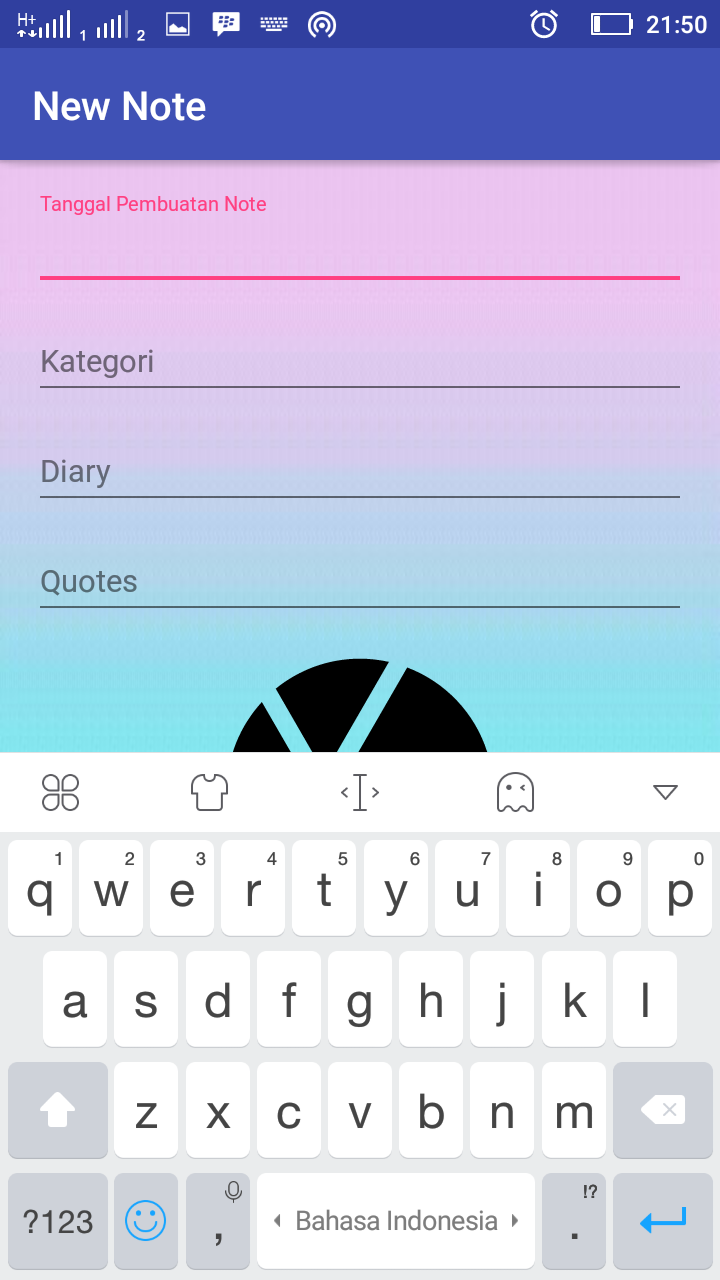 H+ 1 2 21:50
New Note
Tanggal Pembuatan Note
Kategori
Diary
Quotes
1 2 3 4 5 6 7 8 9 0
q w e r t y u i o p
a s d f g h j k l
z x c v b n m
!?
?123 , Bahasa Indonesia .